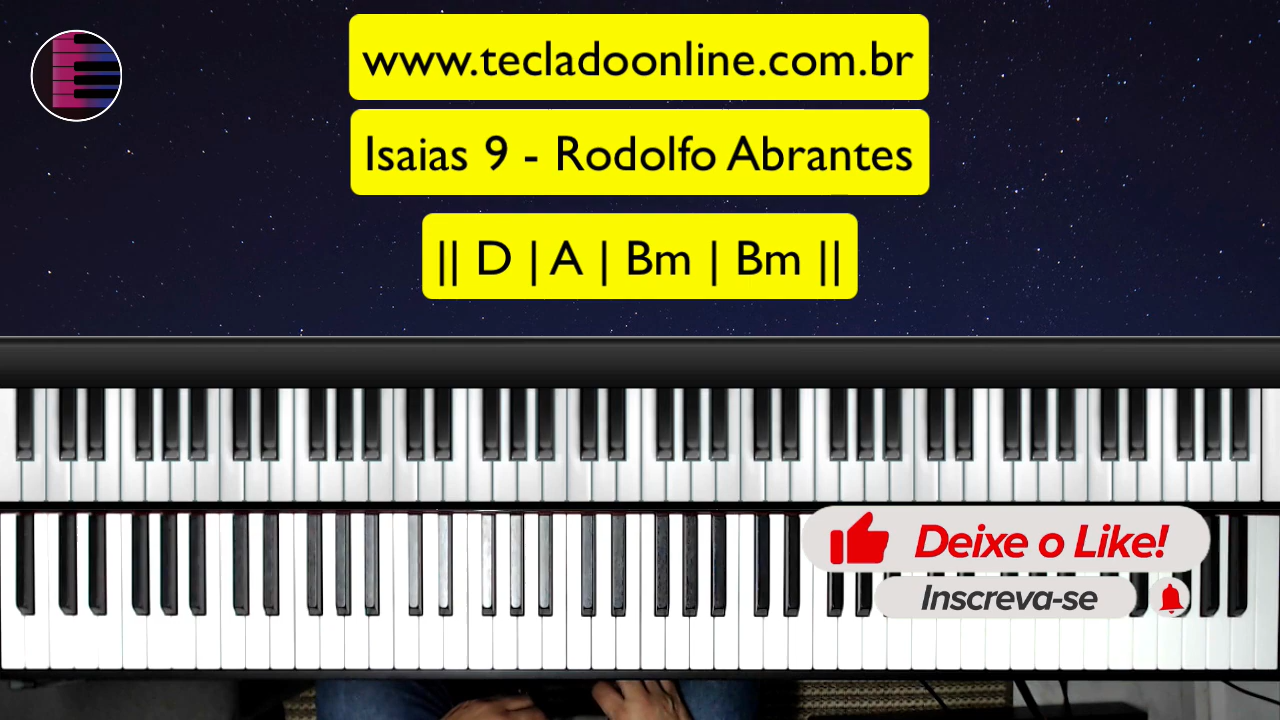 www.tecladoonline.com.br
Isaias 9 - Rodolfo Abrantes
|| D | A | Bm | Bm ||
Deixe o Like!
Inscreva-se